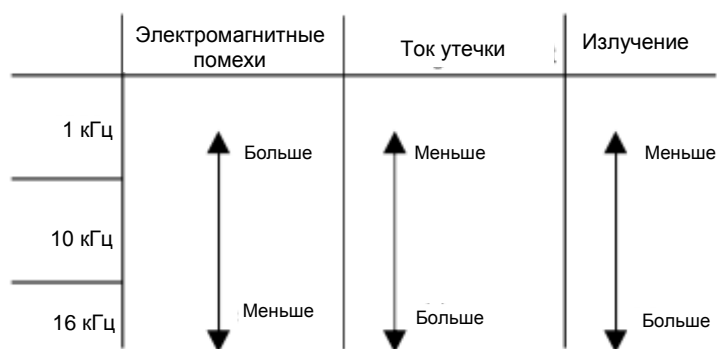 Электромагнитные
помехи
Ток утечки
Излучение
1 кГц
Больше
Меньше
Меньше
10 кГц
16 кГц
Меньше
Больше
Больше